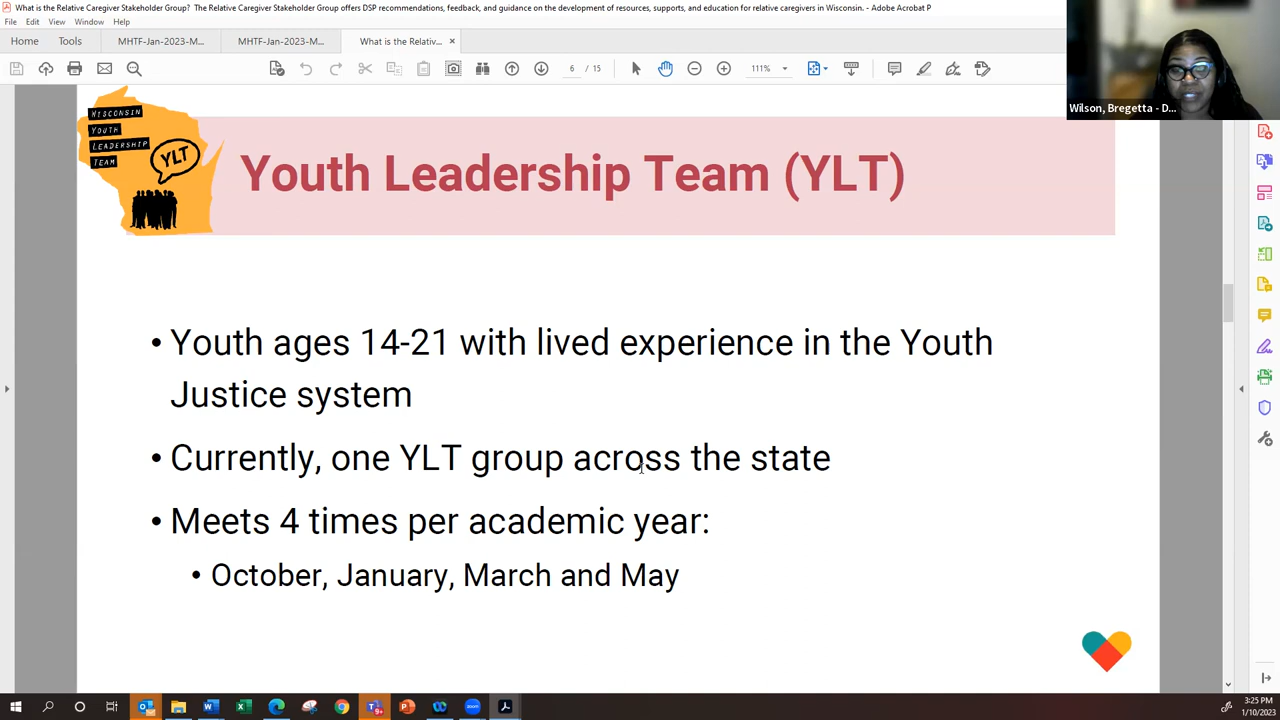 What is the Relative Caregiver Stakeholder Group?  The Relative Caregiver Stakeholder Group offers DSP recommendations, feedback, and guidance on the development of resources, supports, and education for relative caregivers in Wisconsin. - Adobe Acrobat P
File Edit View Window Help
Home Tools MHTF-Jan-2023-M... MHTF-Jan-2023-M... What is the Relativ...
6 / 15 111%
Wilson, Bregetta - D...
WISCONSIN
YOUTH
LEADERSHIP
TEAM
YLT
Youth Leadership Team (YLT)
• Youth ages 14-21 with lived experience in the Youth
Justice system
• Currently, one YLT group across the state
• Meets 4 times per academic year:
• October, January, March and May
3:25 PM
1/10/2023